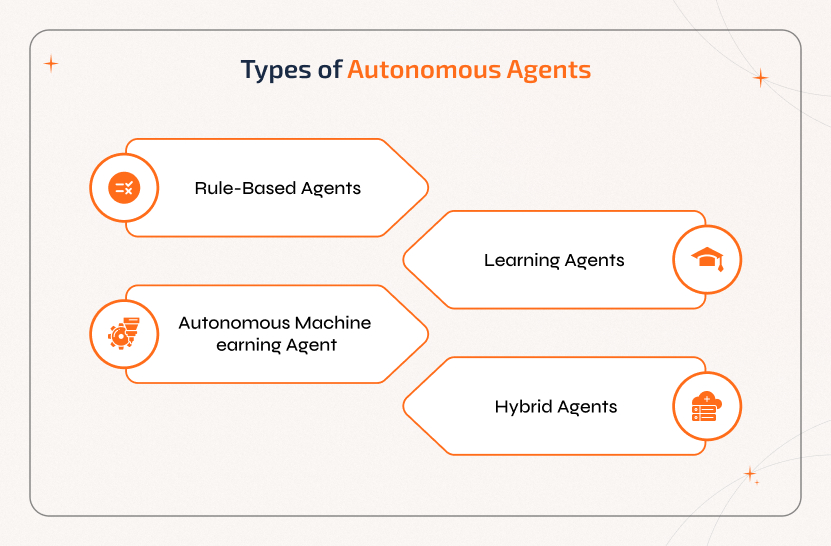 Types of Autonomous Agents
Rule-Based Agents
Learning Agents
Autonomous Machine
earning Agent
Hybrid Agents